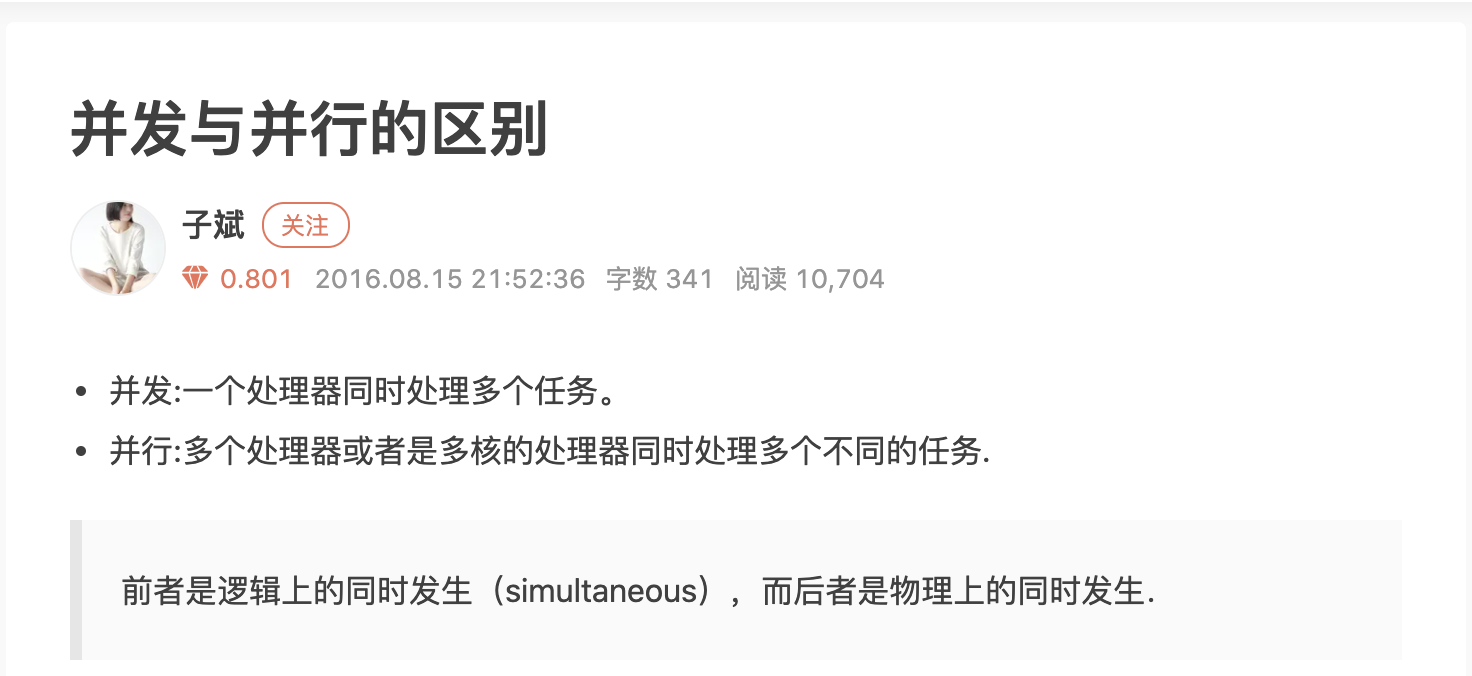 并发与并行的区别
子斌 关注
0.801 2016.08.15 21:52:36 字数 341 阅读 10,704
• 并发:一个处理器同时处理多个任务。
• 并行:多个处理器或者是多核的处理器同时处理多个不同的任务.
前者是逻辑上的同时发生（simultaneous），而后者是物理上的同时发生.